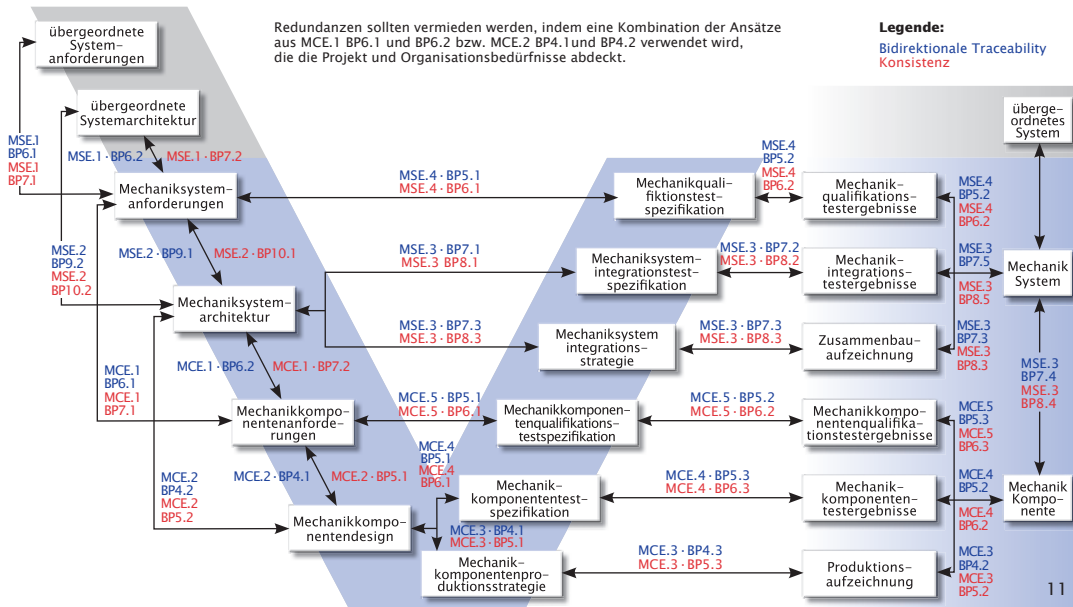 Redundanzen sollten vermieden werden, indem eine Kombination der Ansätze
aus MCE.1 BP6.1 und BP6.2 bzw. MCE.2 BP4.1und BP4.2 verwendet wird,
die die Projekt und Organisationsbedürfnisse abdeckt.
Legende:
Bidirektionale Traceability
Konsistenz
übergeordnete
System-
anforderungen
übergeordnete
Systemarchitektur
überge-
ordnetes
System
MSE.1
BP6.1
MSE.1
BP7.1
MSE.1 · BP6.2
MSE.1 · BP7.2
Mechaniksystem-
anforderungen
MSE.4 · BP5.1
MSE.4 · BP6.1
Mechanikquali-
fiktionstest-
spezifikation
MSE.4
BP5.2
MSE.4
BP6.2
Mechanik-
qualifikations-
testergebnisse
MSE.4
BP5.2
MSE.4
BP6.2
MSE.2
BP9.2
MSE.2
BP10.2
MSE.2 · BP9.1
MSE.2 · BP10.1
Mechaniksystem-
architektur
MSE.3 · BP7.1
MSE.3 BP8.1
Mechaniksystem-
integrationstest-
spezifikation
MSE.3 · BP7.2
MSE.3 · BP8.2
Mechanik-
integrations-
testergebnisse
MSE.3
BP7.5
MSE.3
BP8.5
Mechanik
System
MSE.3 · BP7.3
MSE.3 · BP8.3
Mechaniksystem
integrations-
strategie
MSE.3 · BP7.3
MSE.3 · BP8.3
Zusammenbau-
aufzeichnung
MSE.3
BP7.3
MSE.3
BP8.3
MSE.3
BP7.4
MSE.3
BP8.4
MCE.1
BP6.1
MCE.1
BP7.1
MCE.1 · BP6.2
MCE.1 · BP7.2
Mechanikkompo-
nentenanforde-
rungen
MCE.5 · BP5.1
MCE.5 · BP6.1
Mechanikkomponen-
tenqualifikations-
testspezifikation
MCE.5 · BP5.2
MCE.5 · BP6.2
Mechanikkompo-
nentenqualifika-
tionstestergebnisse
MCE.5
BP5.3
MCE.5
BP6.3
MCE.2
BP4.2
MCE.2
BP5.2
MCE.2 · BP4.1
MCE.2 · BP5.1
Mechanikkompo-
nentendesign
MCE.4
BP5.1
MCE.4
BP6.1
Mechanik-
komponententest-
spezifikation
MCE.4 · BP5.3
MCE.4 · BP6.3
Mechanik-
komponenten-
testergebnisse
MCE.4
BP5.2
MCE.4
BP6.2
Mechanik
Kompo-
nente
MCE.3 · BP4.1
MCE.3 · BP5.1
Mechanik-
komponentenpro-
duktionsstrategie
MCE.3 · BP4.3
MCE.3 · BP5.3
Produktions-
aufzeichnung
MCE.3
BP4.2
MCE.3
BP5.2
11